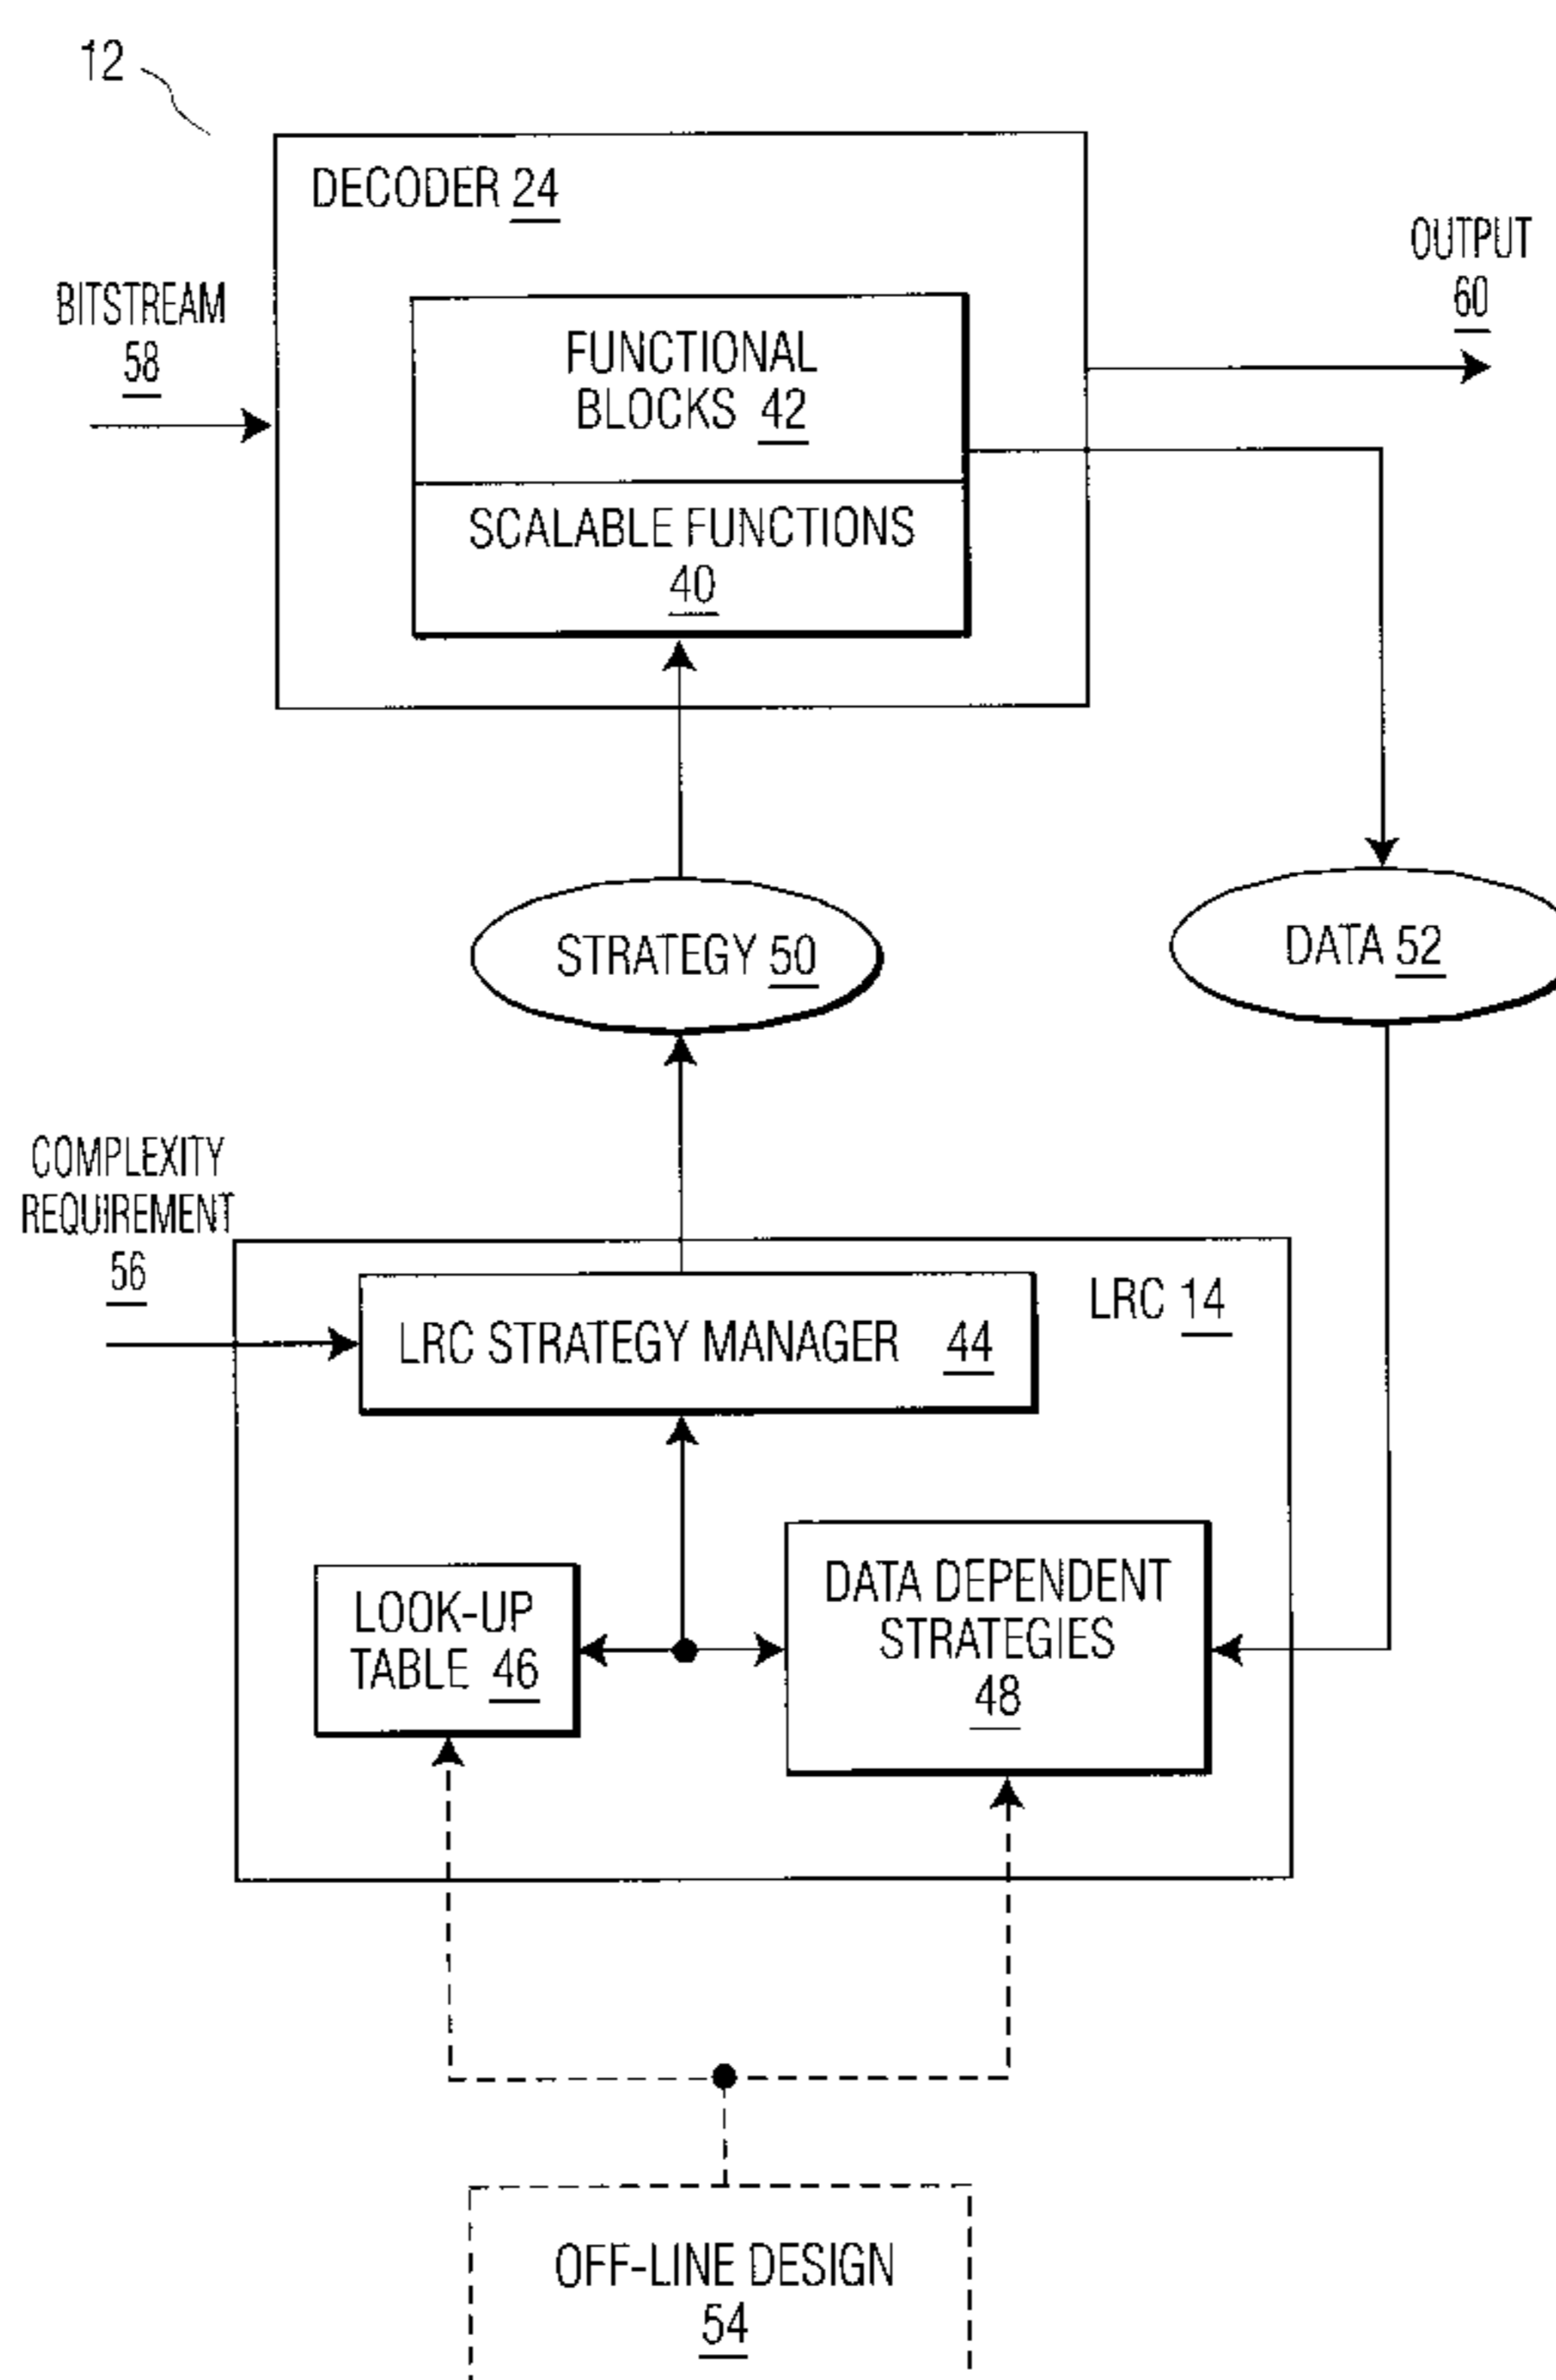 12
DECODER 24
OUTPUT
60
BITSTREAM
58
FUNCTIONAL
BLOCKS 42
SCALABLE FUNCTIONS
40
STRATEGY 50
DATA 52
COMPLEXITY
REQUIREMENT
56
LRC 14
LRC STRATEGY MANAGER 44
LOOK-UP
TABLE 46
DATA DEPENDENT
STRATEGIES
48
OFF-LINE DESIGN
54